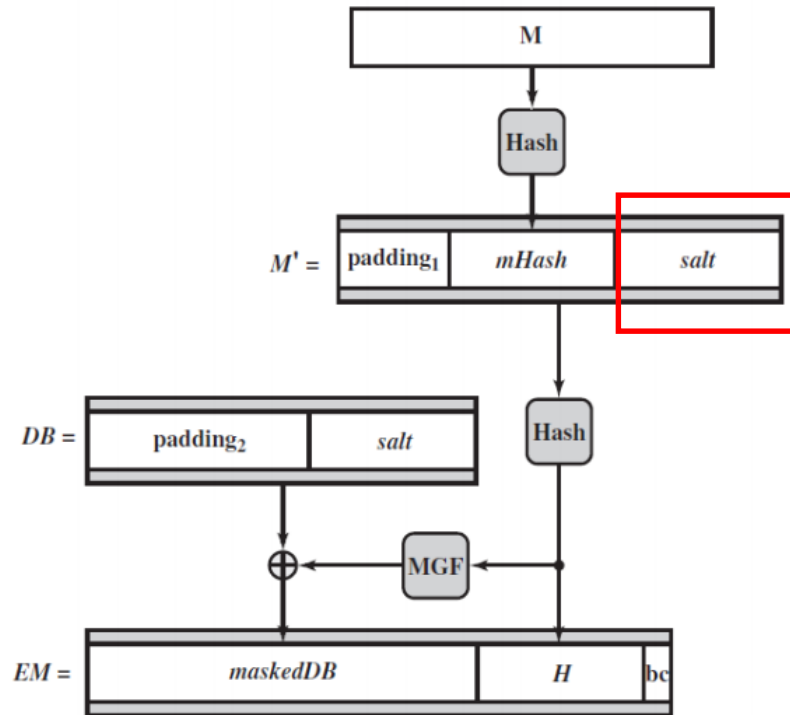 M
Hash
M' = padding₁ mHash salt
DB = padding₂ salt
Hash
MGF
EM = maskedDB H bc